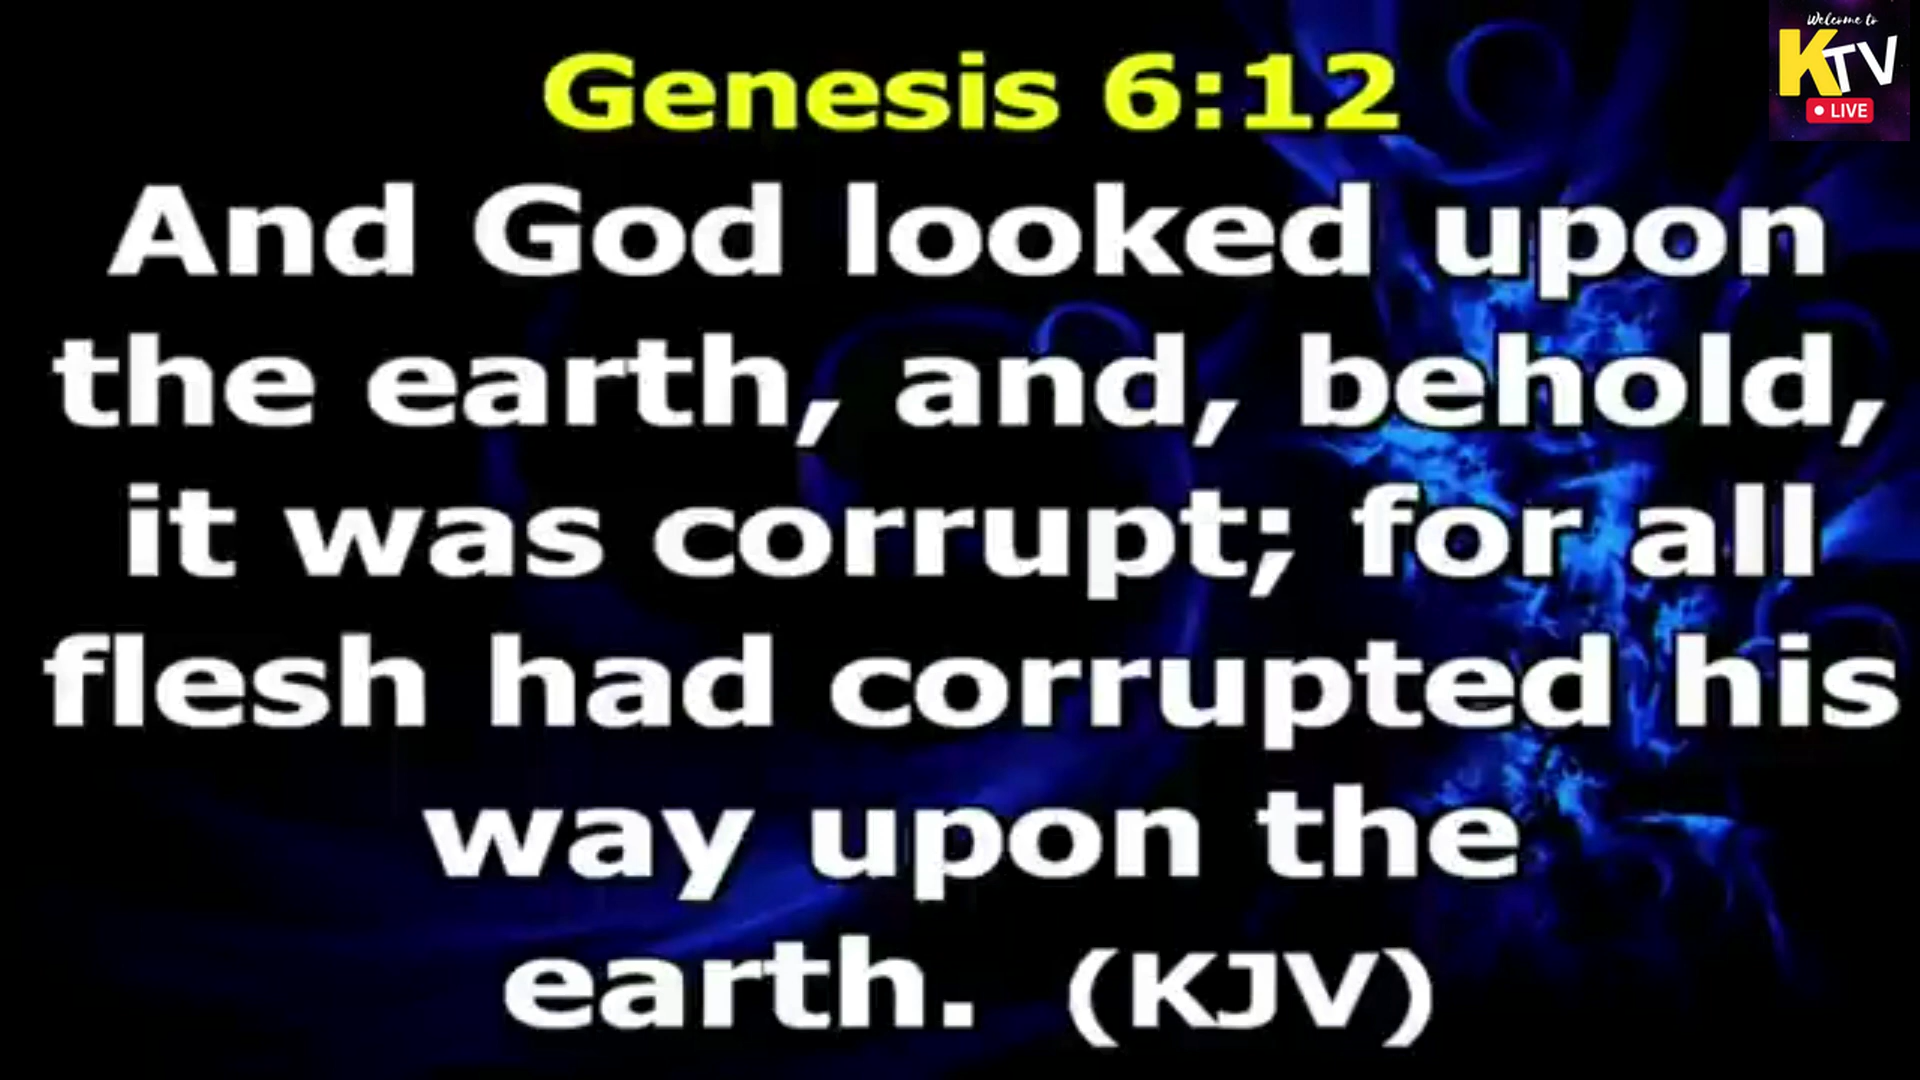 Welcome to
KTV
LIVE
Genesis 6:12
And God looked upon
the earth, and, behold,
it was corrupt; for all
flesh had corrupted his
way upon the
earth. (KJV)